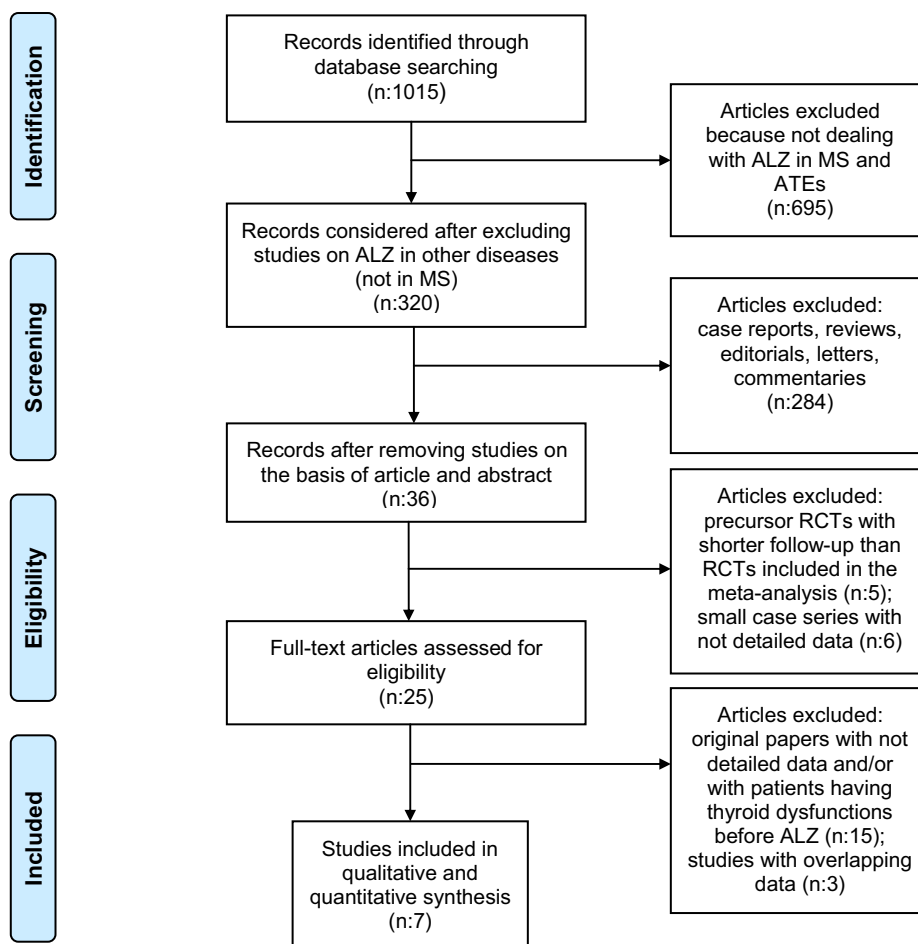 Identification
Records identified through
database searching
(n:1015)
Articles excluded
because not dealing
with ALZ in MS and
ATEs
(n:695)
Records considered after excluding
studies on ALZ in other diseases
(not in MS)
n:320)
Screening
Articles excluded:
case reports, reviews,
editorials, letters,
commentaries
(n:284)
Records after removing studies on
the basis of article and abstract
(n:36)
Eligibility
Articles excluded:
precursor RCTs with
shorter follow-up than
RCTs included in the
meta-analysis (n:5);
small case series with
not detailed data (n:6)
Full-text articles assessed for
eligibility
(n:25)
Included
Articles excluded:
original papers with not
detailed data and/or
with patients having
thyroid dysfunctions
before ALZ (n:15);
studies with overlapping
data (n:3)
Studies included in
qualitative and
quantitative synthesis
(n:7)